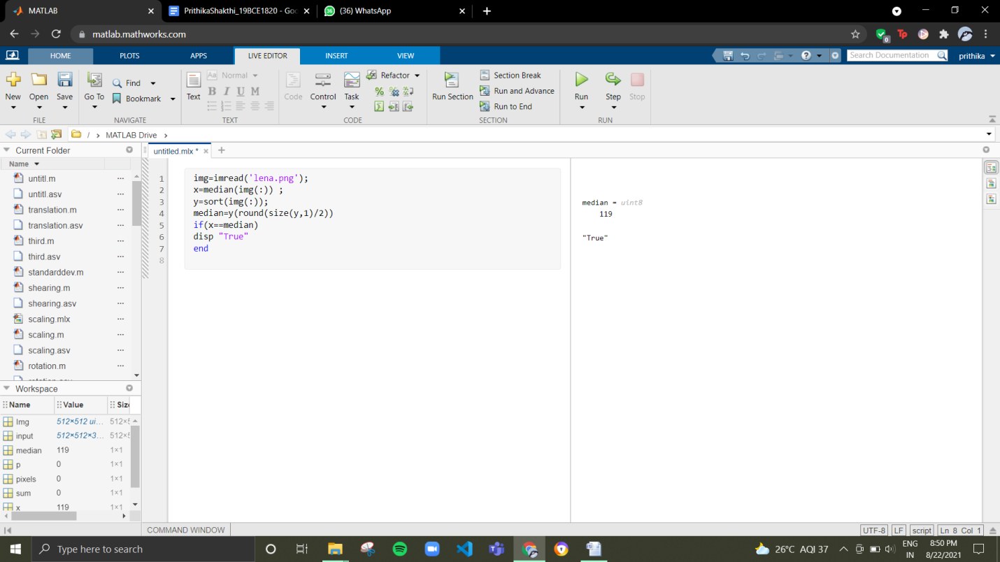 MATLAB
PrithikaShakthi_19BCE1820 - Goo
(36) WhatsApp
matlab.mathworks.com
HOME PLOTS APPS LIVE EDITOR INSERT VIEW
Search Documentation prithika
New Open Save
Go To Find Bookmark
Text Normal
B I U M
Code Control Task Refactor
Run Section
Section Break
Run and Advance
Run to End
Run Step Stop
FILE NAVIGATE TEXT CODE SECTION RUN
/ › MATLAB Drive ›
Current Folder
Name
untitl.m
untitl.asv
translation.m
translation.asv
third.m
third.asv
standarddev.m
shearing.m
shearing.asv
scaling.mlx
scaling.m
scaling.asv
rotation.m
Workspace
Name Value Size
Img 512×512 ui... 512×5
input 512×512×3... 512×5
median 119 1×1
p 0 1×1
pixels 0 1×1
sum 0 1×1
x 119 1×1
untitled.mlx *
1 img=imread('lena.png');
2 x=median(img(:)) ;
3 y=sort(img(:));
4 median=y(round(size(y,1)/2))
5 if(x==median)
6 disp "True"
7 end
8
median = uint8
119
"True"
COMMAND WINDOW
UTF-8 LF script Ln 8 Col 1
Type here to search
26°C AQI 37
ENG
IN
8:50 PM
8/22/2021